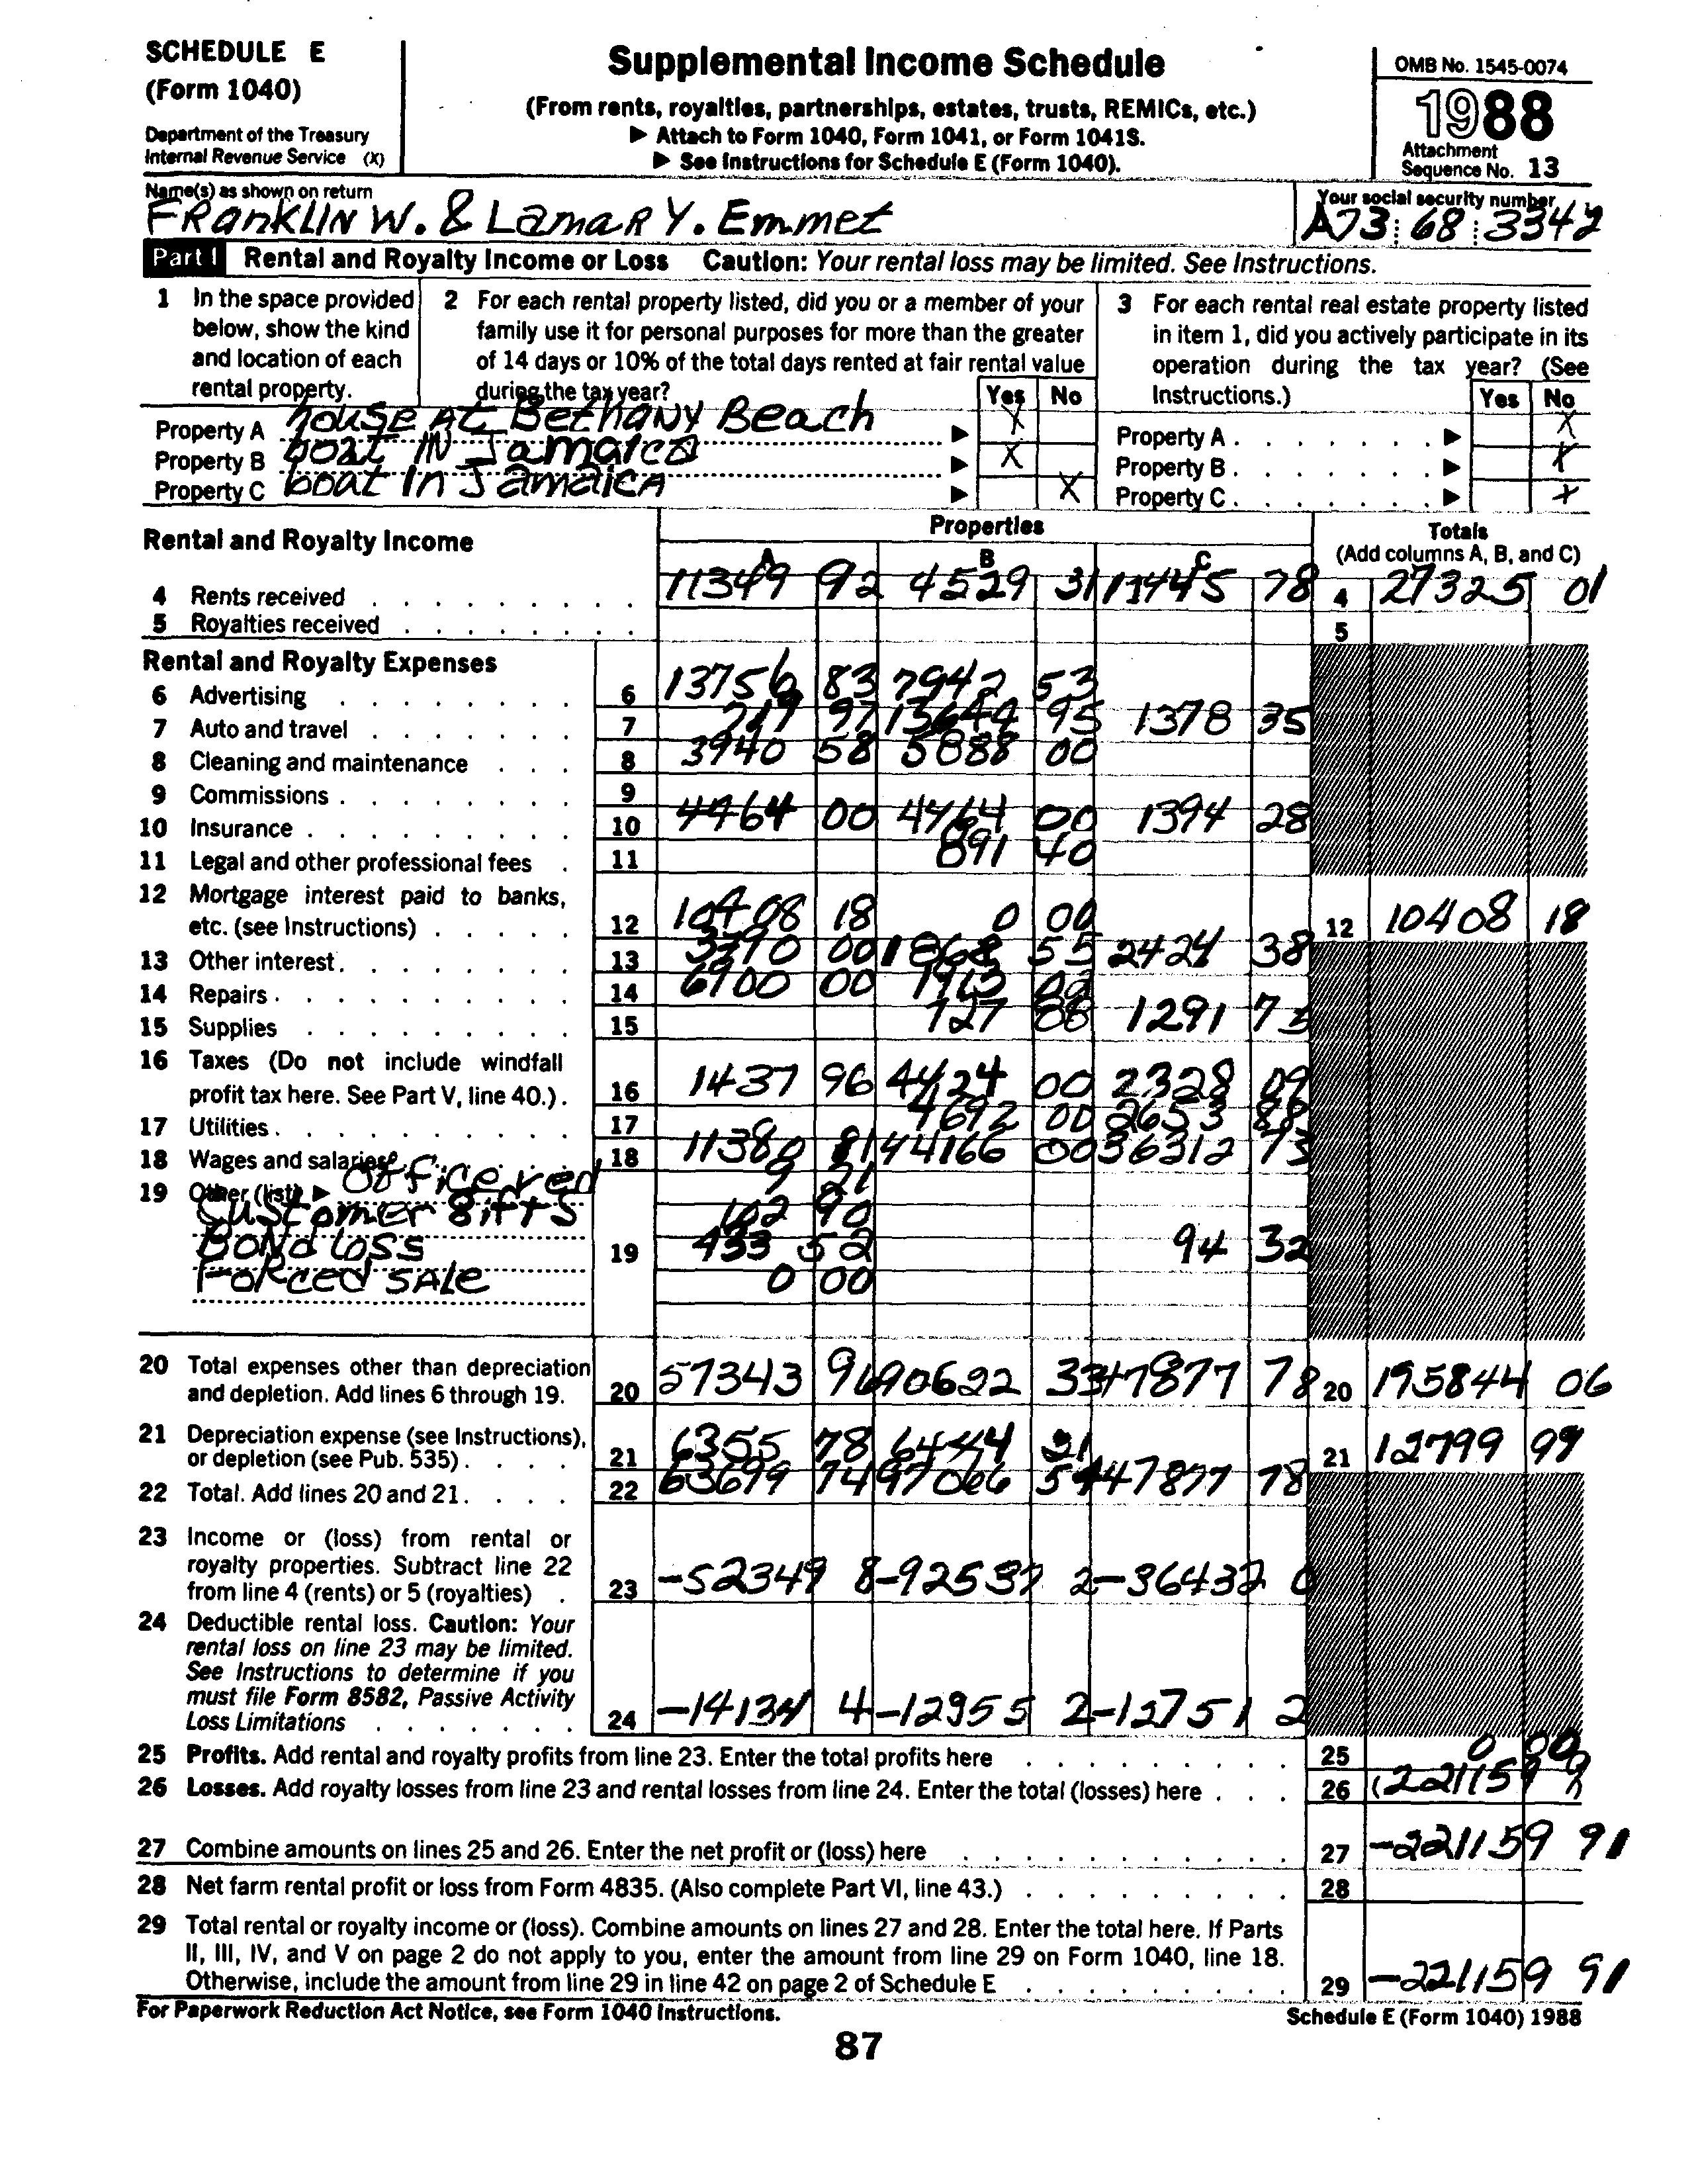 SCHEDULE E
(Form 1040)
Department of the Treasury
Internal Revenue Service (X)
Supplemental Income Schedule
(From rents, royalties, partnerships, estates, trusts, REMICs, etc.)
▶ Attach to Form 1040, Form 1041, or Form 1041S.
▶ See Instructions for Schedule E (Form 1040).
OMB No. 1545-0074
1988
Attachment
Sequence No. 13
Name(s) as shown on return
FRanklIN W. & LamaR Y. Emmet
Your social security number
A73 68 3342
Part I Rental and Royalty Income or Loss Caution: Your rental loss may be limited. See Instructions.
1 In the space provided below, show the kind and location of each rental property.
2 For each rental property listed, did you or a member of your family use it for personal purposes for more than the greater of 14 days or 10% of the total days rented at fair rental value during the tax year?
Yes No
3 For each rental real estate property listed in item 1, did you actively participate in its operation during the tax year? (See Instructions.)
Yes No
Property A house At Bethany Beach ▶ X
Property A ▶ X
Property B boat IN Jamaica ▶ X
Property B ▶ X
Property C boat In Jamaica ▶ X
Property C ▶ X
Rental and Royalty Income
Properties
A B C
Totals
(Add columns A, B, and C)
4 Rents received 11349 92 4529 31 11445 78 4 27325 01
5 Royalties received 5
Rental and Royalty Expenses
6 Advertising 6 13756 83 7942 53
7 Auto and travel 7 97 13644 95 1378 35
8 Cleaning and maintenance 8 3940 58 5888 00
9 Commissions 9
10 Insurance 10 4464 00 4464 00 1394 28
11 Legal and other professional fees 11 891 40
12 Mortgage interest paid to banks, etc. (see Instructions) 12 10408 18 0 00 12 10408 18
13 Other interest 13 00 1868 55 2424 38
14 Repairs 14 6900 00 1913 02
15 Supplies 15 727 08 1291 73
16 Taxes (Do not include windfall profit tax here. See Part V, line 40.) 16 1437 96 4424 00 2328 09
17 Utilities 17 4692 00 2653
18 Wages and salaries 18 11380 81 44166 00 36312 73
19 Other (list) ▶ Office red 9 21
Customer gifts 90
Bond loss 19 433 52 94 32
Forced Sale 0 00
20 Total expenses other than depreciation and depletion. Add lines 6 through 19. 20 57343 96 90622 33 47877 78 20 195844 06
21 Depreciation expense (see Instructions), or depletion (see Pub. 535) 21 6355 78 6444 21 21 12799 99
22 Total. Add lines 20 and 21. 22 63699 74 97066 54 47877 78
23 Income or (loss) from rental or royalty properties. Subtract line 22 from line 4 (rents) or 5 (royalties) 23 -52349 8 -92537 2 -36432 0
24 Deductible rental loss. Caution: Your rental loss on line 23 may be limited. See Instructions to determine if you must file Form 8582, Passive Activity Loss Limitations 24 -14134 4 -12955 2 -12751 2
25 Profits. Add rental and royalty profits from line 23. Enter the total profits here 25 0 00
26 Losses. Add royalty losses from line 23 and rental losses from line 24. Enter the total (losses) here 26 (221159 9)
27 Combine amounts on lines 25 and 26. Enter the net profit or (loss) here 27 -221159 91
28 Net farm rental profit or loss from Form 4835. (Also complete Part VI, line 43.) 28
29 Total rental or royalty income or (loss). Combine amounts on lines 27 and 28. Enter the total here. If Parts II, III, IV, and V on page 2 do not apply to you, enter the amount from line 29 on Form 1040, line 18. Otherwise, include the amount from line 29 in line 42 on page 2 of Schedule E 29 -221159 91
For Paperwork Reduction Act Notice, see Form 1040 Instructions.
Schedule E (Form 1040) 1988
87